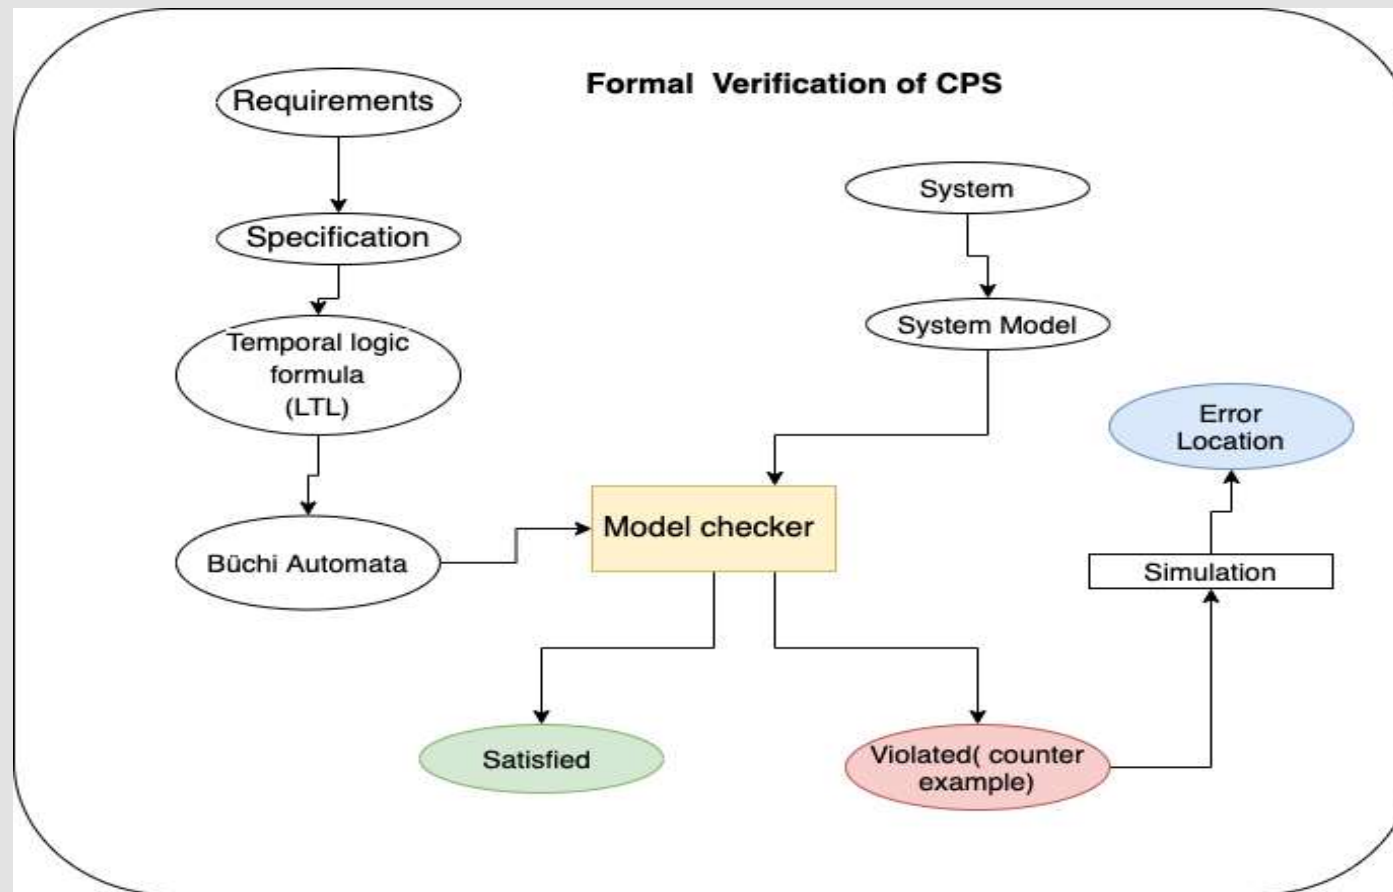 Formal Verification of CPS
Requirements
Specification
Temporal logic
formula
(LTL)
Büchi Automata
System
System Model
Model checker
Satisfied
Violated( counter
example)
Simulation
Error
Location